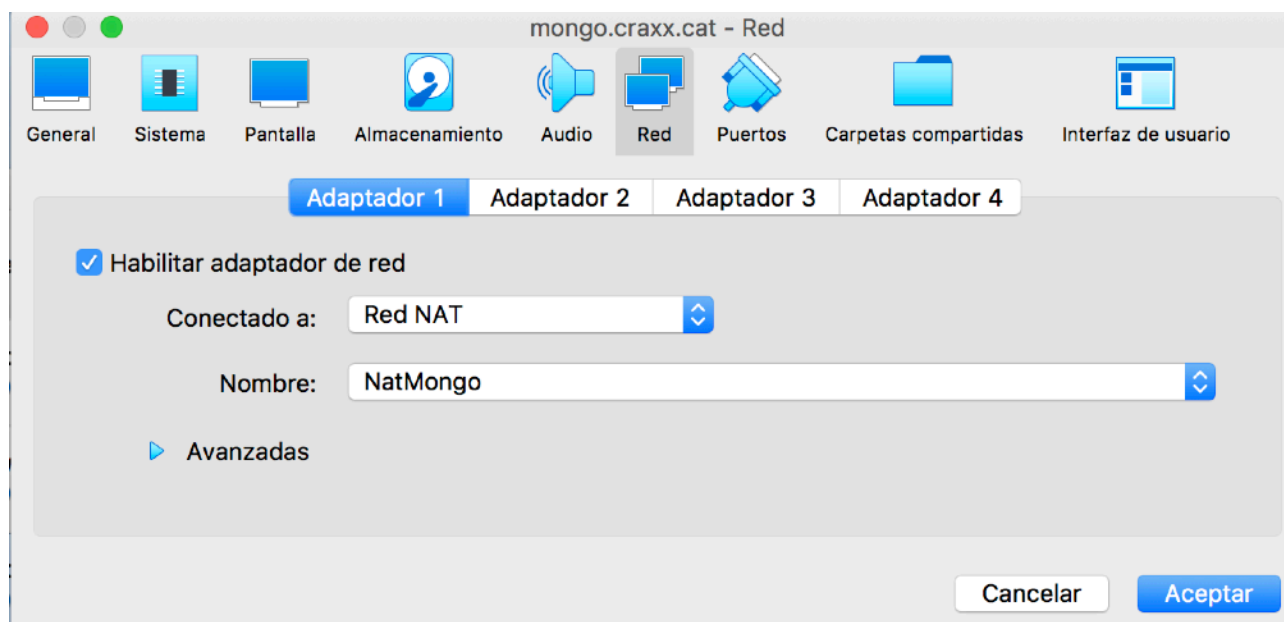 mongo.craxx.cat - Red
General Sistema Pantalla Almacenamiento Audio Red Puertos Carpetas compartidas Interfaz de usuario
Adaptador 1 Adaptador 2 Adaptador 3 Adaptador 4
Habilitar adaptador de red
Conectado a: Red NAT
Nombre: NatMongo
Avanzadas
Cancelar Aceptar